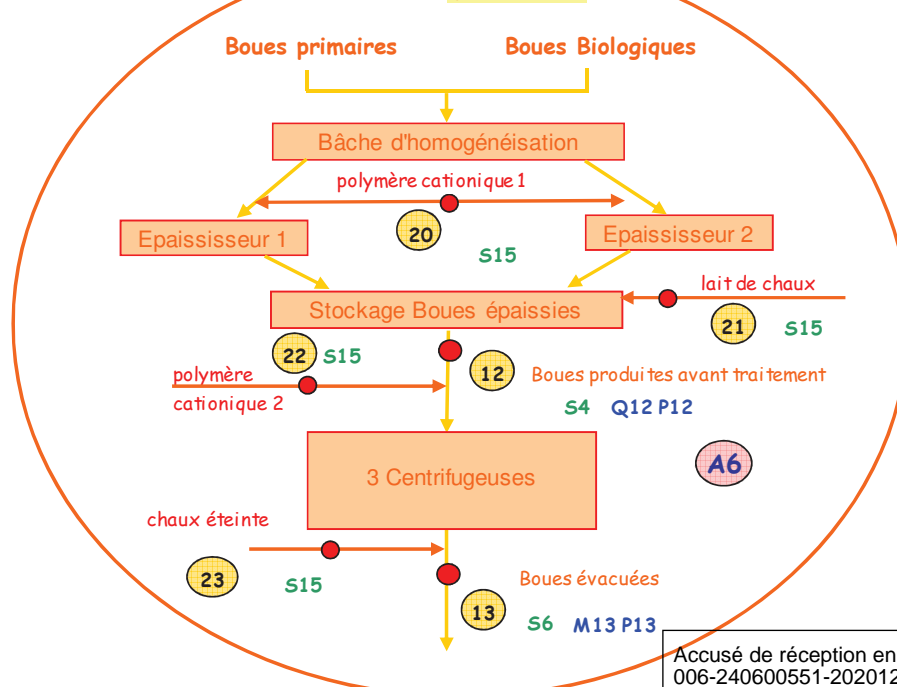 Boues primaires
Boues Biologiques
Bâche d'homogénéisation
polymère cationique 1
20
S15
Epaississeur 1
Epaississeur 2
lait de chaux
21
S15
Stockage Boues épaissies
22
S15
12
polymère
cationique 2
Boues produites avant traitement
S4 Q12 P12
A6
3 Centrifugeuses
chaux éteinte
23
S15
Boues évacuées
13
S6 M13 P13
Accusé de réception en
006-240600551-202012